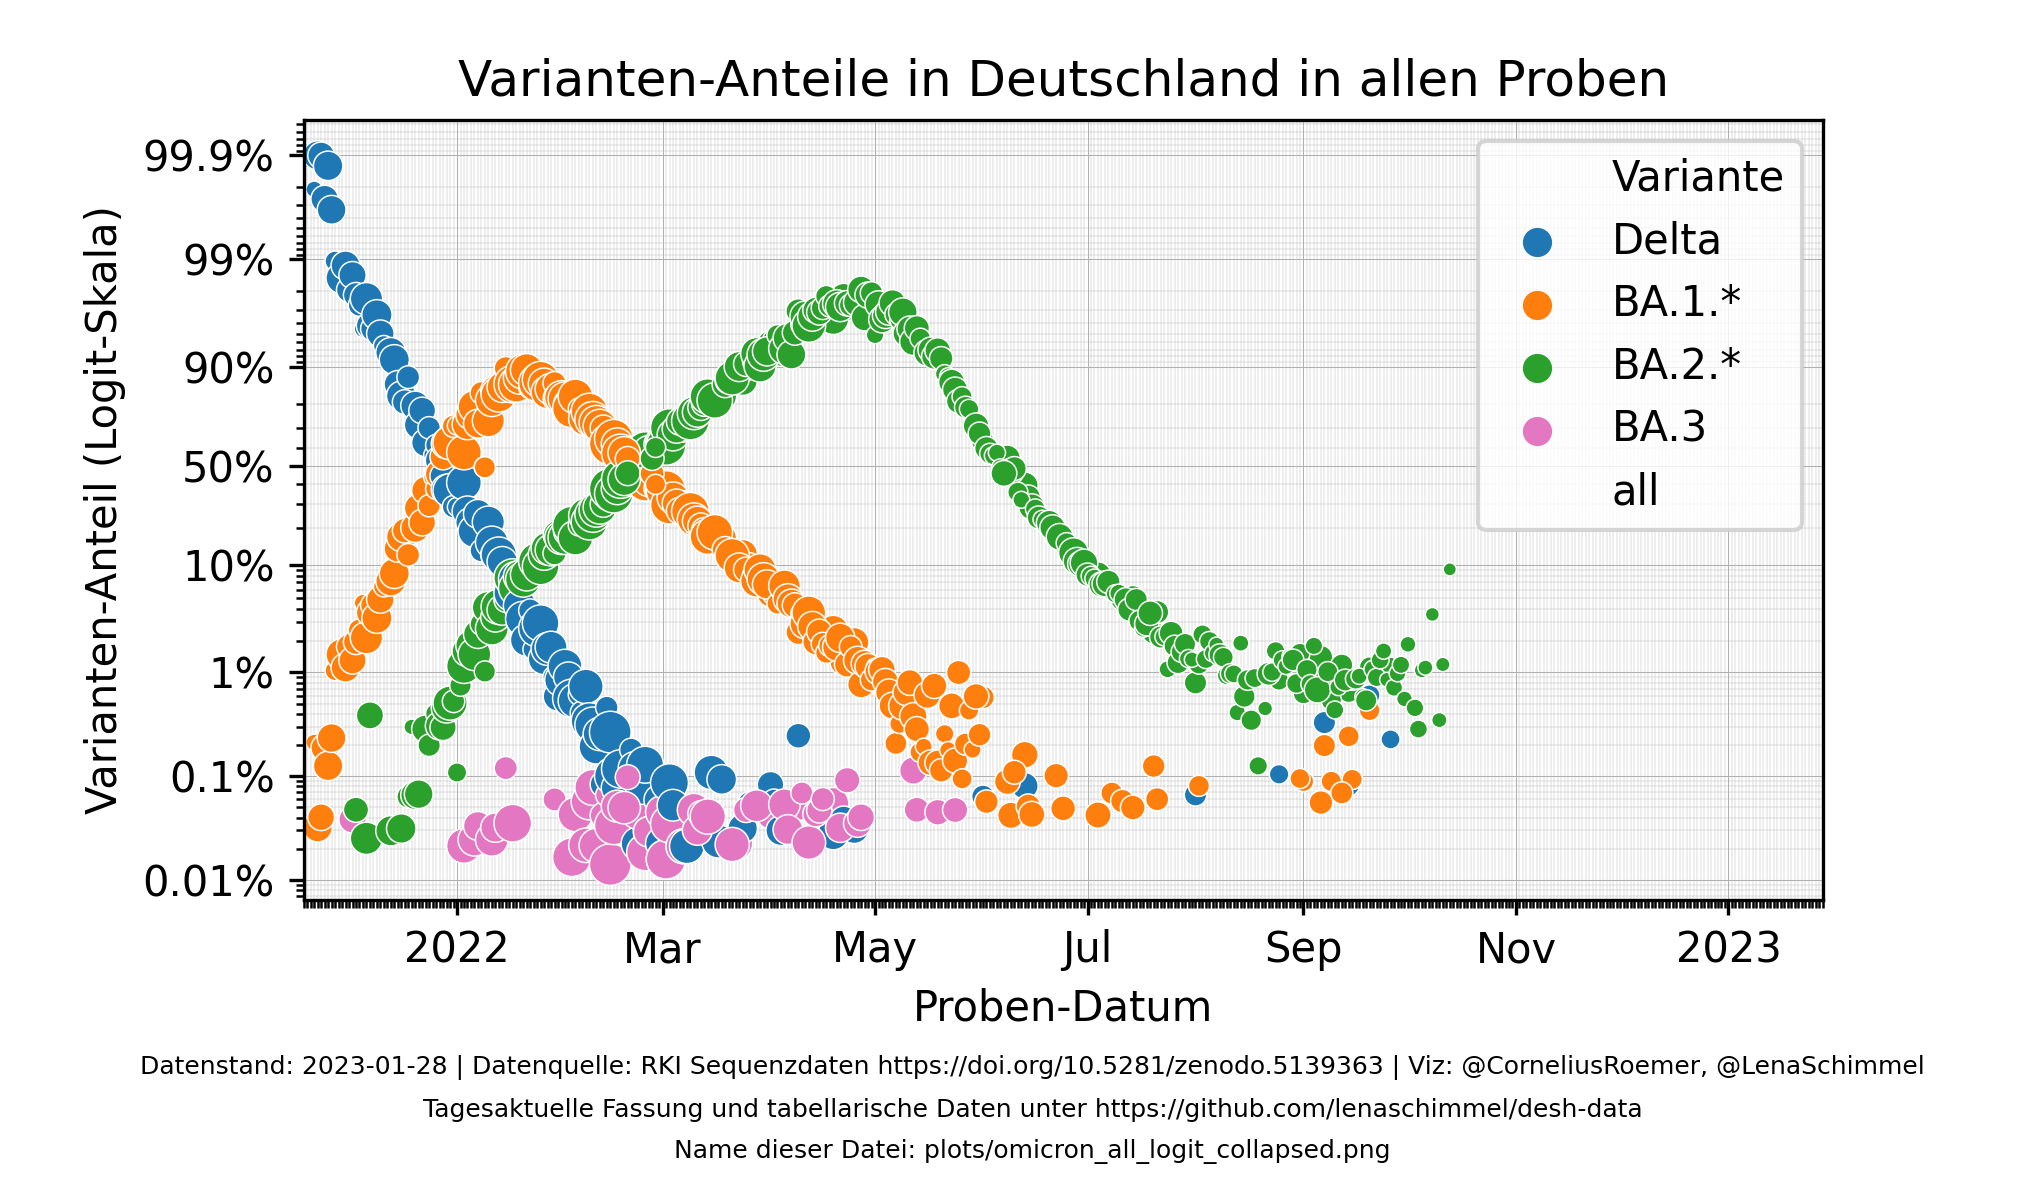 Varianten-Anteile in Deutschland in allen Proben
Varianten-Anteil (Logit-Skala)
99.9%
99%
90%
50%
10%
1%
0.1%
0.01%
Variante
Delta
BA.1.*
BA.2.*
BA.3
all
2022
Mar
May
Jul
Sep
Nov
2023
Proben-Datum
Datenstand: 2023-01-28 | Datenquelle: RKI Sequenzdaten https://doi.org/10.5281/zenodo.5139363 | Viz: @CorneliusRoemer, @LenaSchimmel
Tagesaktuelle Fassung und tabellarische Daten unter https://github.com/lenaschimmel/desh-data
Name dieser Datei: plots/omicron_all_logit_collapsed.png